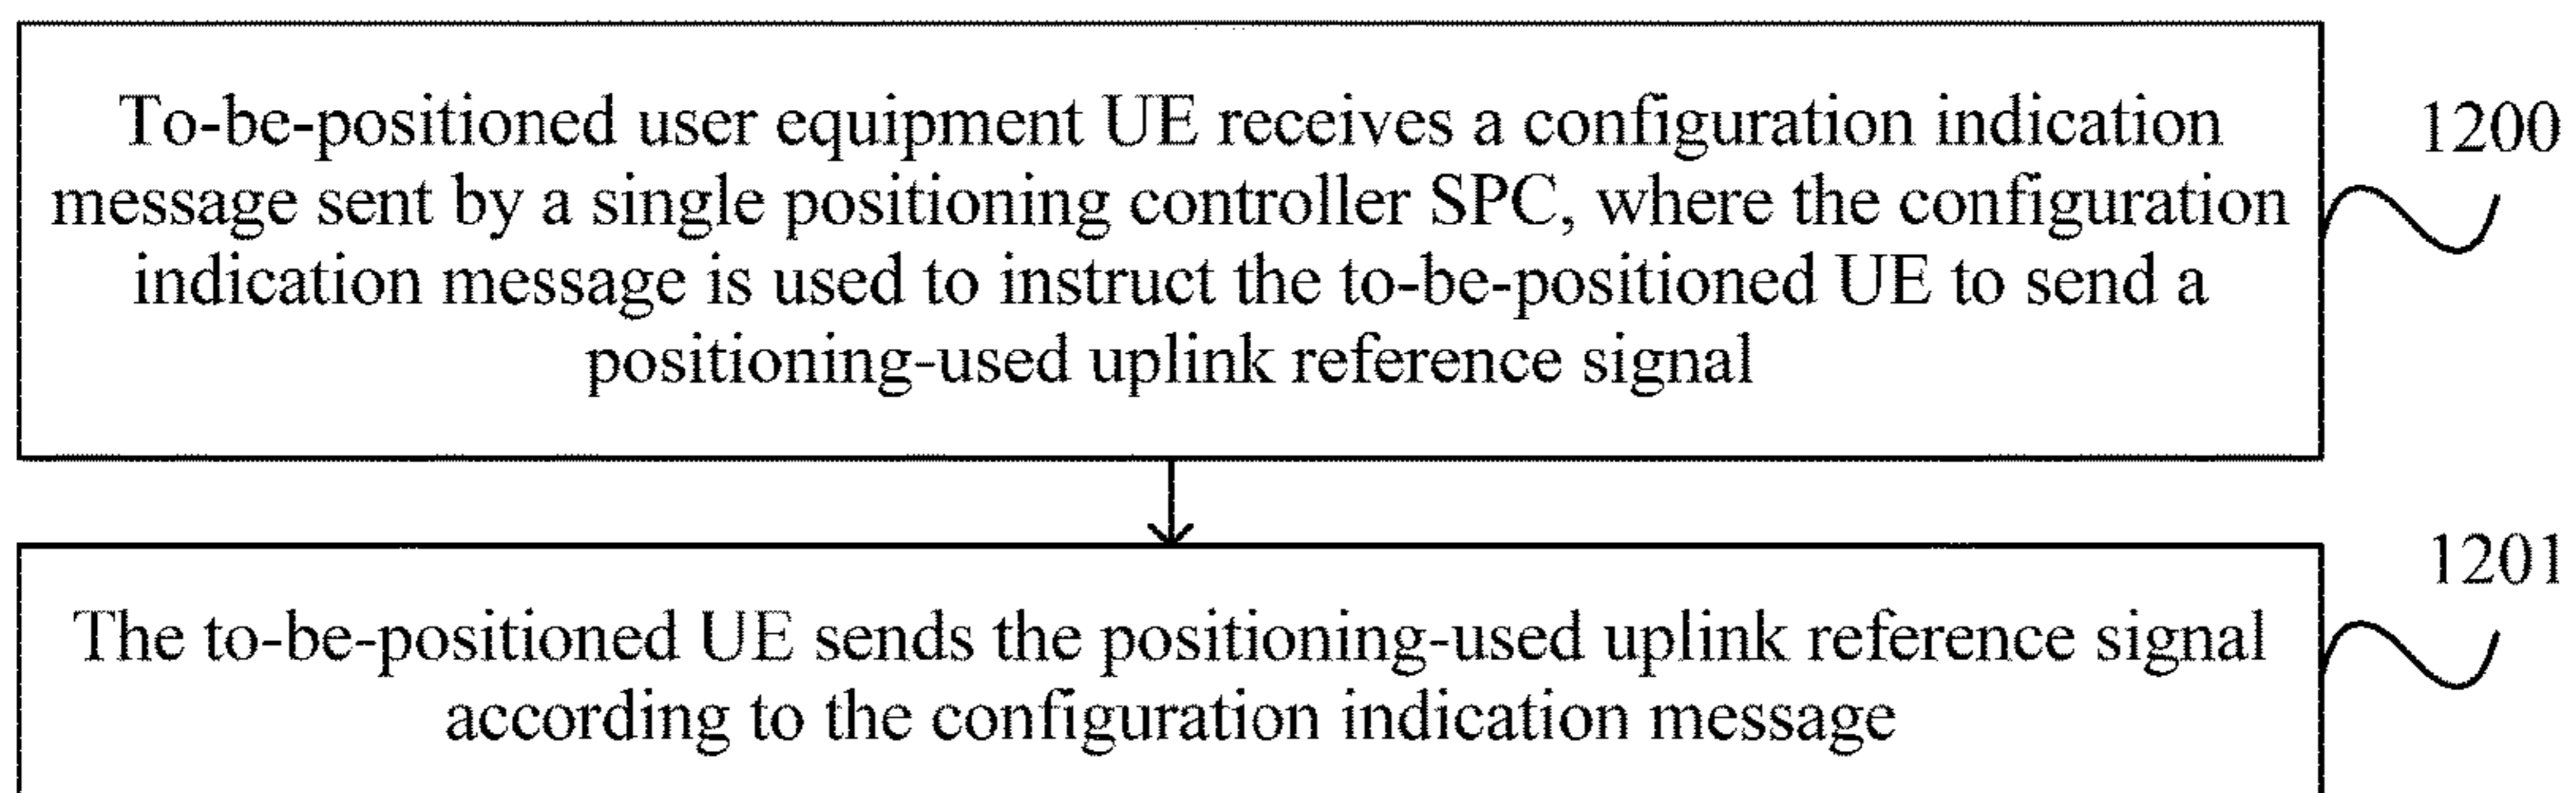 To-be-positioned user equipment UE receives a configuration indication
message sent by a single positioning controller SPC, where the configuration
indication message is used to instruct the to-be-positioned UE to send a
positioning-used uplink reference signal
1200
The to-be-positioned UE sends the positioning-used uplink reference signal
according to the configuration indication message
1201